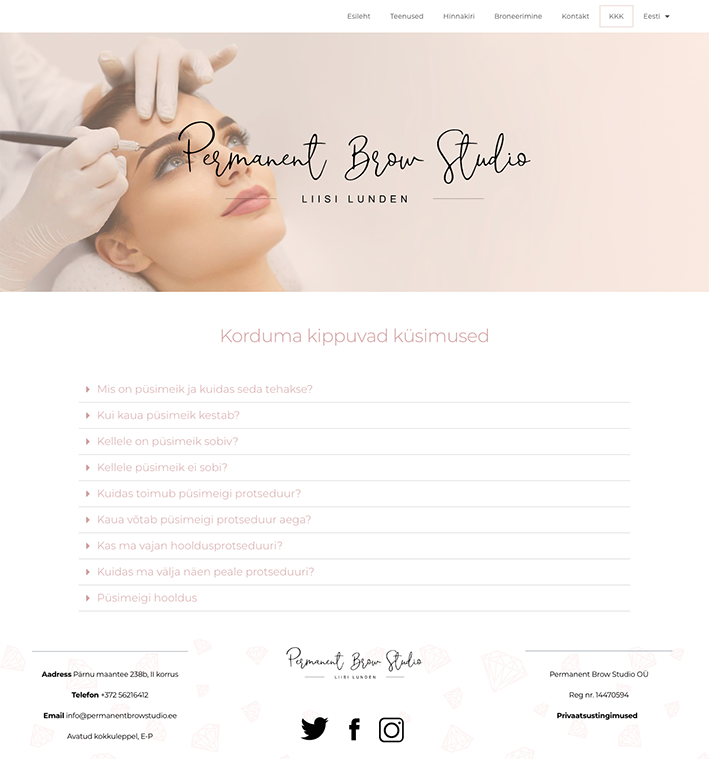 Esileht Teenused Hinnakiri Broneerimine Kontakt KKK Eesti
Permanent Brow Studio
LIISI LUNDEN
Korduma kippuvad küsimused
Mis on püsimeik ja kuidas seda tehakse?
Kui kaua püsimeik kestab?
Kellele on püsimeik sobiv?
Kellele püsimeik ei sobi?
Kuidas toimub püsimeigi protseduur?
Kaua võtab püsimeigi protseduur aega?
Kas ma vajan hooldusprotseduuri?
Kuidas ma välja näen peale protseduuri?
Püsimeigi hooldus
Aadress Pärnu maantee 238b, II korrus
Telefon +372 56216412
Email info@permanentbrowstudio.ee
Avatud kokkuleppel, E-P
Permanent Brow Studio
LIISI LUNDEN
Permanent Brow Studio OÜ
Reg nr. 14470594
Privaatsustingimused